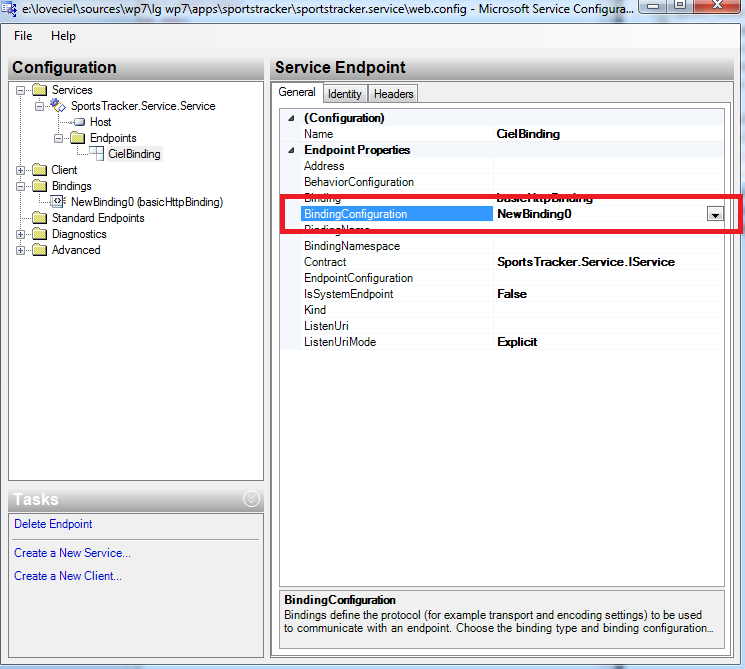 e:\loveciel\sources\wp7\lg wp7\apps\sportstracker\sportstracker.service\web.config - Microsoft Service Configura...
File Help
Configuration
Services
SportsTracker.Service.Service
Host
Endpoints
CielBinding
Client
Bindings
NewBinding0 (basicHttpBinding)
Standard Endpoints
Diagnostics
Advanced
Tasks
Delete Endpoint
Create a New Service...
Create a New Client...
Service Endpoint
General Identity Headers
(Configuration)
Name CielBinding
Endpoint Properties
Address
BehaviorConfiguration
Binding basicHttpBinding
BindingConfiguration NewBinding0
BindingName
BindingNamespace
Contract SportsTracker.Service.IService
EndpointConfiguration
IsSystemEndpoint False
Kind
ListenUri
ListenUriMode Explicit
BindingConfiguration
Bindings define the protocol (for example transport and encoding settings) to be used
to communicate with an endpoint. Choose the binding type and binding configuration...